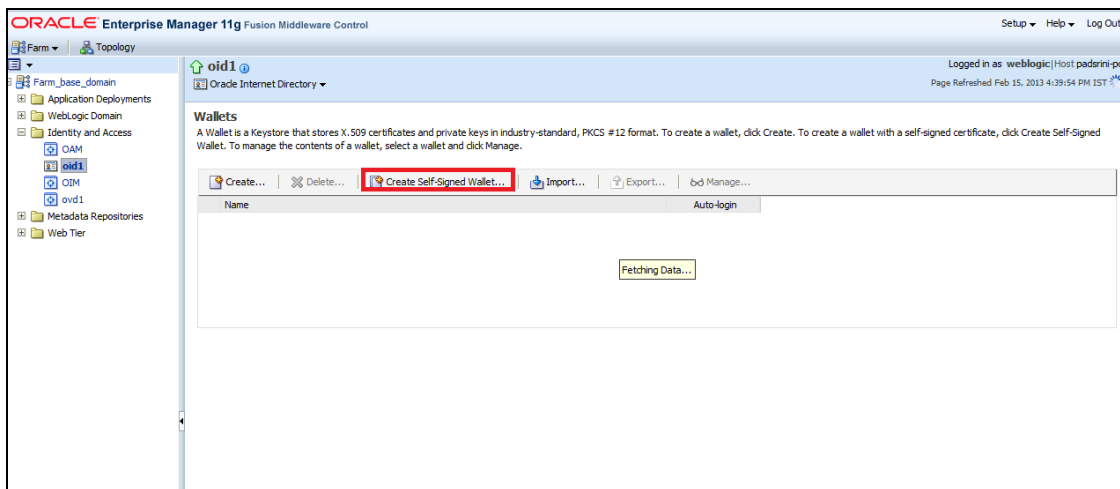 ORACLE Enterprise Manager 11g Fusion Middleware Control
Setup Help Log Out
Farm Topology
Farm_base_domain
Application Deployments
WebLogic Domain
Identity and Access
OAM
oid1
OIM
ovd1
Metadata Repositories
Web Tier
oid1
Oracle Internet Directory
Logged in as weblogic|Host padsrini-pc
Page Refreshed Feb 15, 2013 4:39:54 PM IST
Wallets
A Wallet is a Keystore that stores X.509 certificates and private keys in industry-standard, PKCS #12 format. To create a wallet, click Create. To create a wallet with a self-signed certificate, click Create Self-Signed
Wallet. To manage the contents of a wallet, select a wallet and click Manage.
Create... Delete... Create Self-Signed Wallet... Import... Export... Manage...
Name Auto-login
Fetching Data...